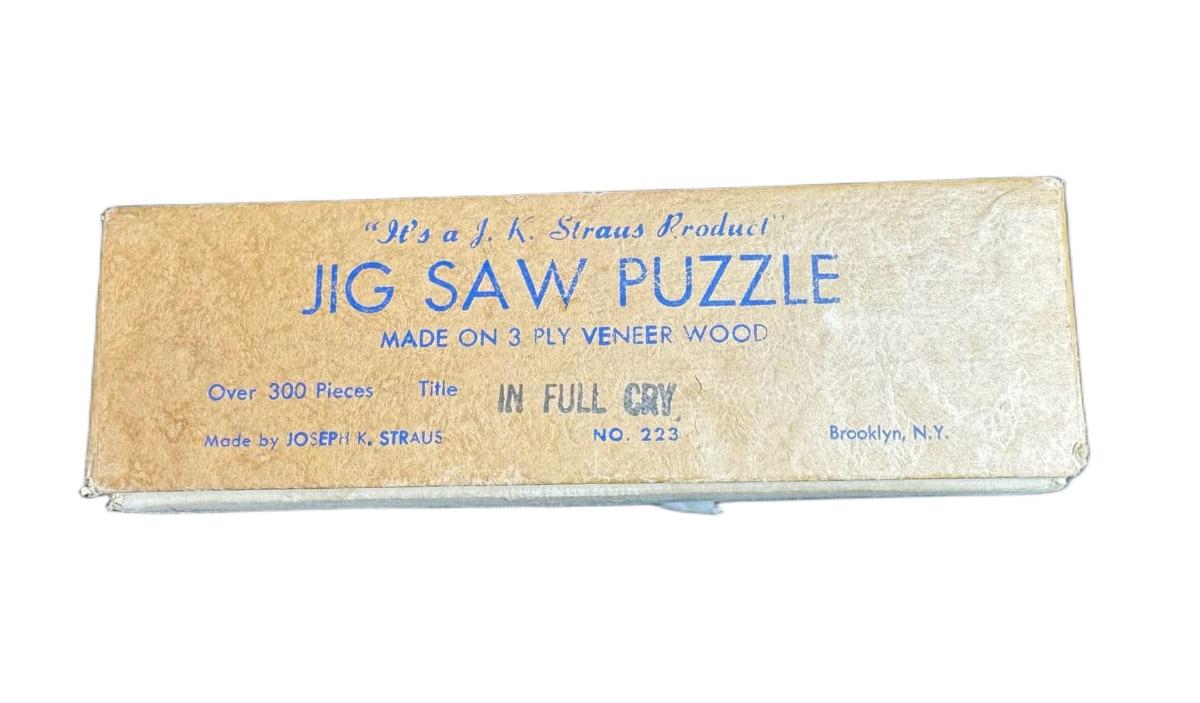 "It's a J. K. Straus Product"
JIG SAW PUZZLE
MADE ON 3 PLY VENEER WOOD
Over 300 Pieces Title IN FULL CRY.
Made by JOSEPH K. STRAUS NO. 223 Brooklyn, N.Y.